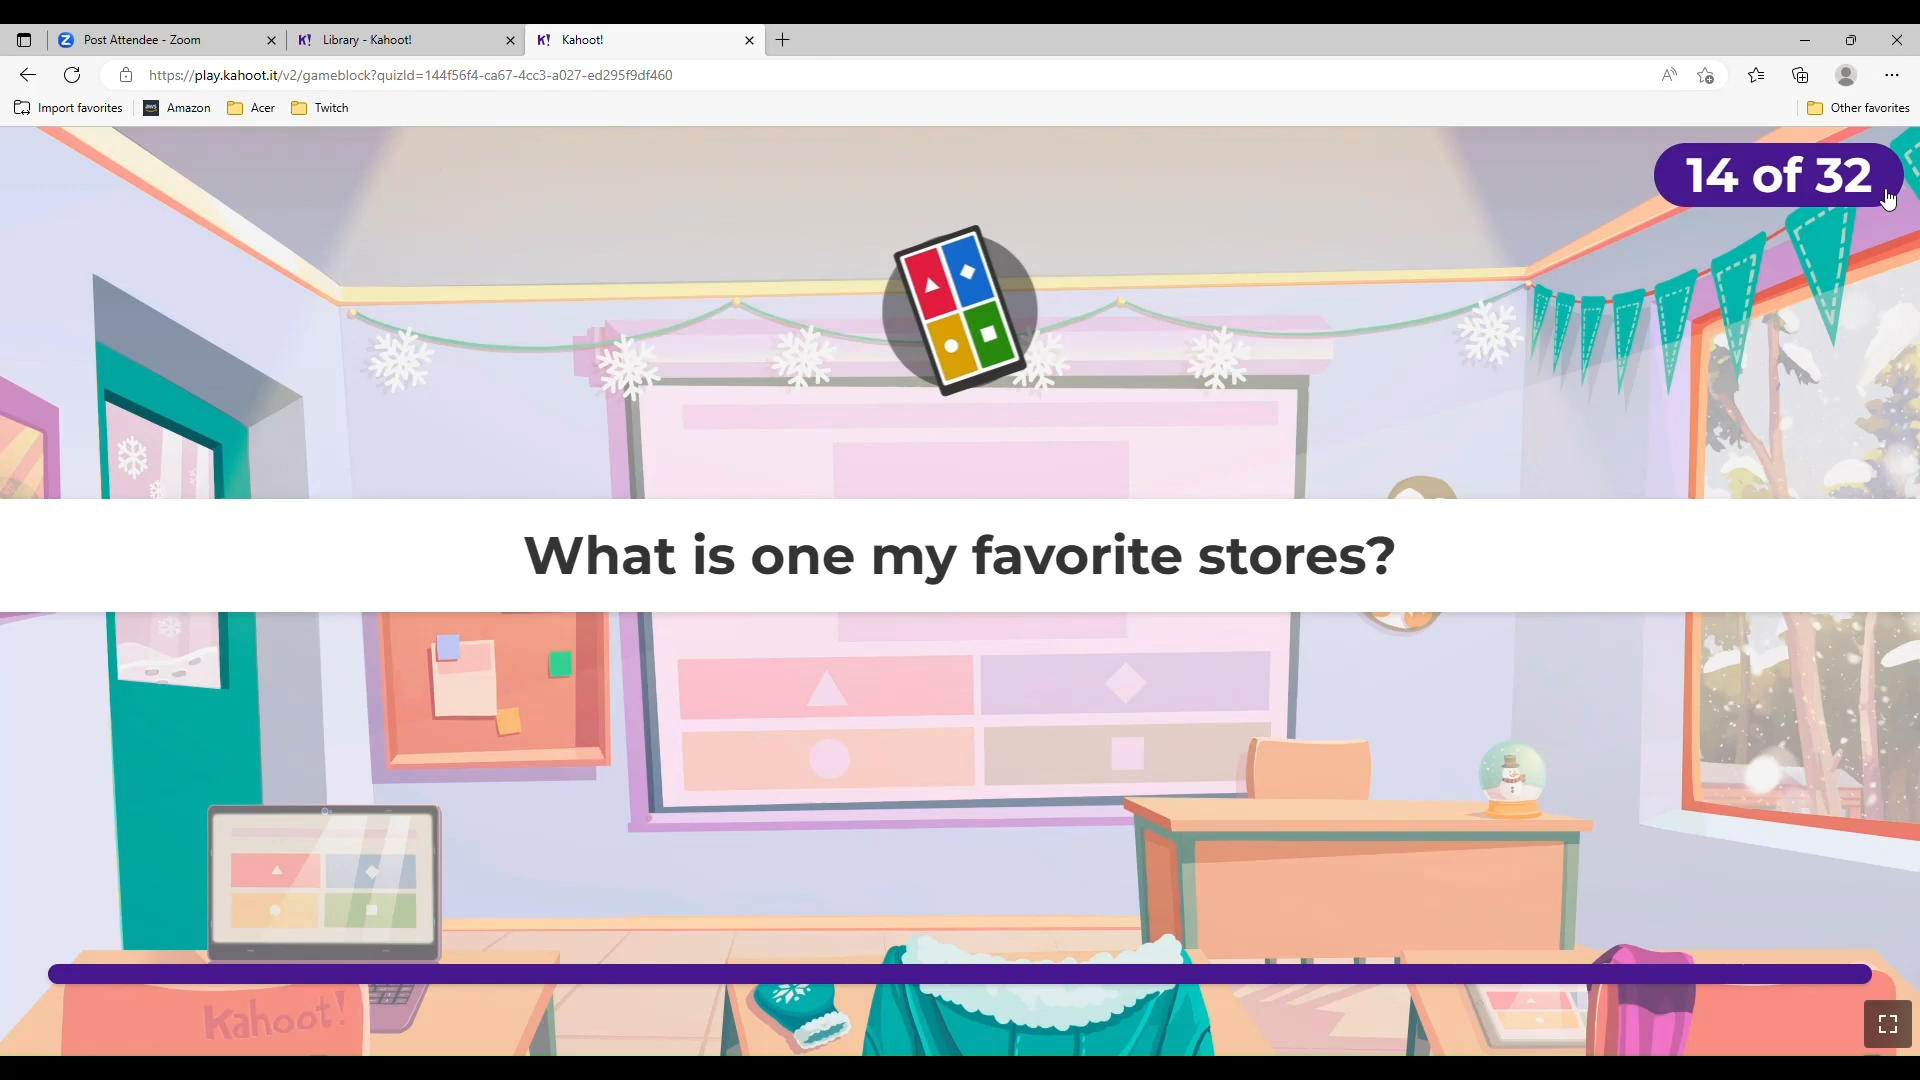 Post Attendee - Zoom
Library - Kahoot!
Kahoot!
https://play.kahoot.it/v2/gameblock?quizId=144f56f4-ca67-4cc3-a027-ed295f9df460
Import favorites
aws
Amazon
Acer
Twitch
Other favorites
14 of 32
What is one my favorite stores?
Kahoot!